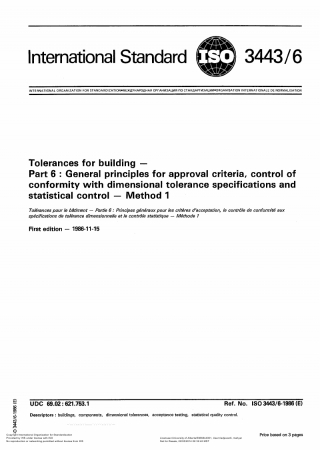 International Standard ISO 3443/6
INTERNATIONAL ORGANIZATION FOR STANDARDIZATION•МЕЖДУНАРОДНАЯ ОРГАНИЗАЦИЯ ПО СТАНДАРТИЗАЦИИ•ORGANISATION INTERNATIONALE DE NORMALISATION
Tolerances for building —
Part 6 : General principles for approval criteria, control of
conformity with dimensional tolerance specifications and
statistical control — Method 1
Tolérances pour le bâtiment — Partie 6 : Principes généraux pour les critères d'acceptation, le contrôle de conformité aux
spécifications de tolérance dimensionnelle et le contrôle statistique — Méthode 1
First edition — 1986-11-15
UDC 69.02 : 621.753.1
Ref. No. ISO 3443/6-1986 (E)
Descriptors : buildings, components, dimensional tolerances, acceptance testing, statistical quality control.
ISO 3443/6-1986 (E)
Price based on 3 pages